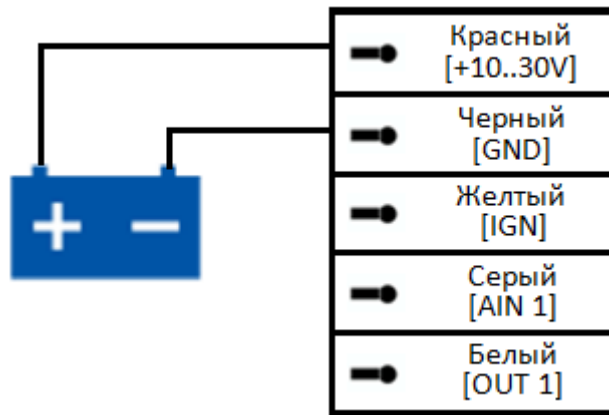 Красный
[+10..30V]
Черный
[GND]
Желтый
[IGN]
Серый
[AIN 1]
Белый
[OUT 1]
+ −